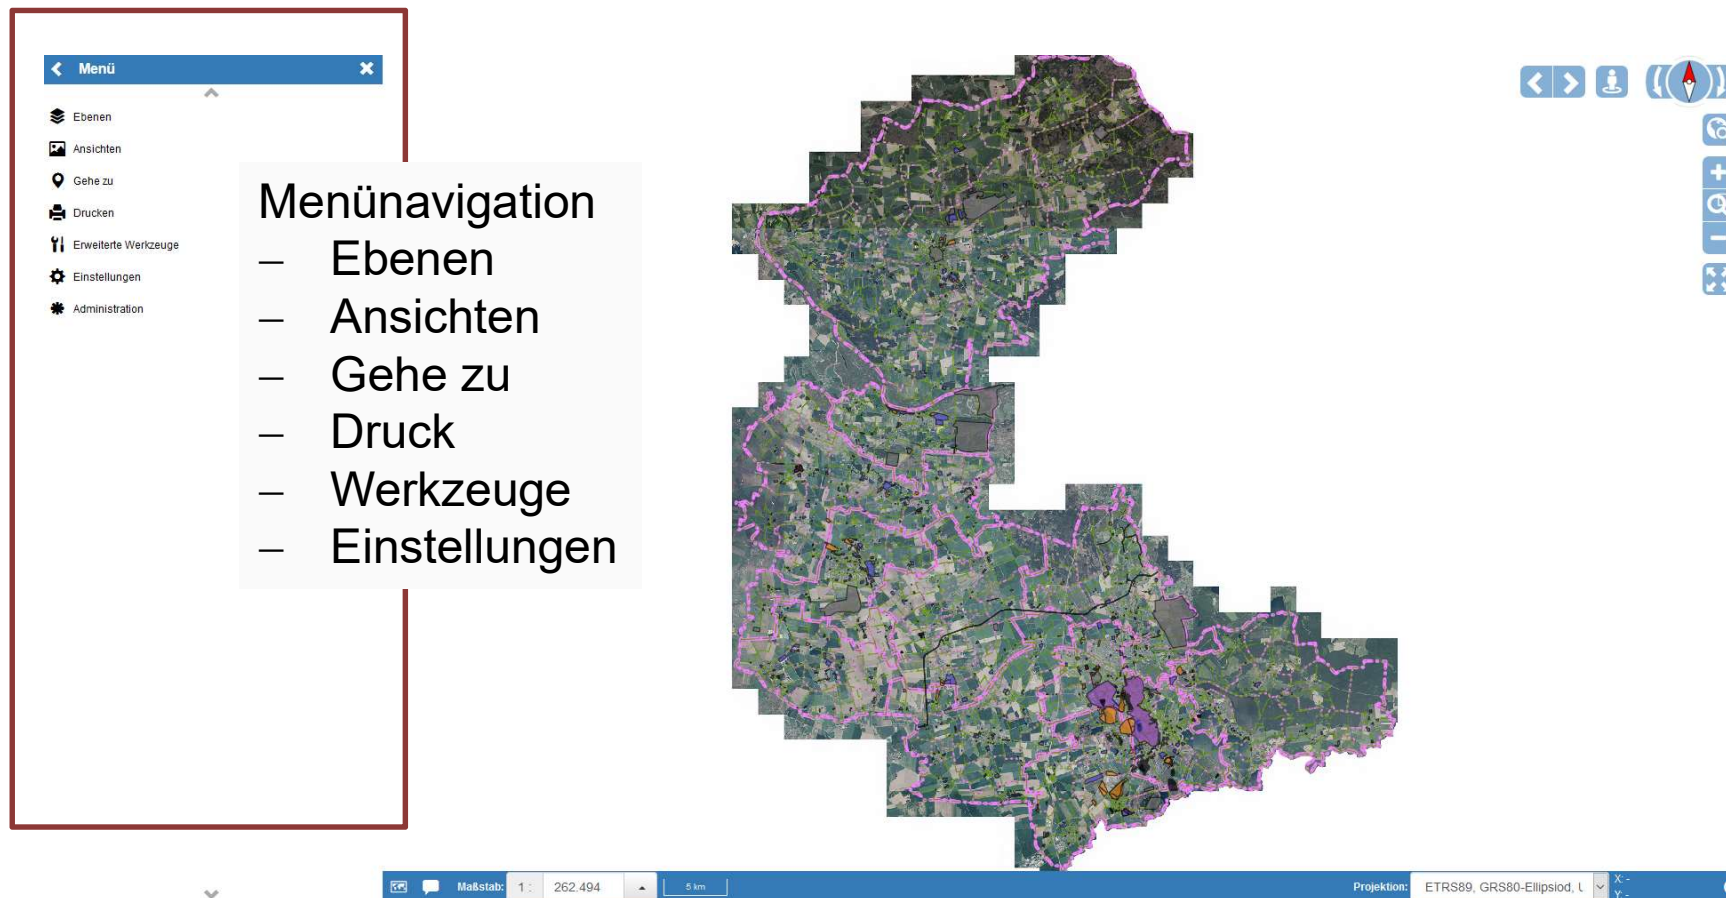 Menü
Ebenen
Ansichten
Gehe zu
Drucken
Erweiterte Werkzeuge
Einstellungen
Administration
Menünavigation
– Ebenen
– Ansichten
– Gehe zu
– Druck
– Werkzeuge
– Einstellungen
Maßstab: 1 : 262.494 5 km Projektion: ETRS89, GRS80-Ellipsiod, L X: -
Y: -